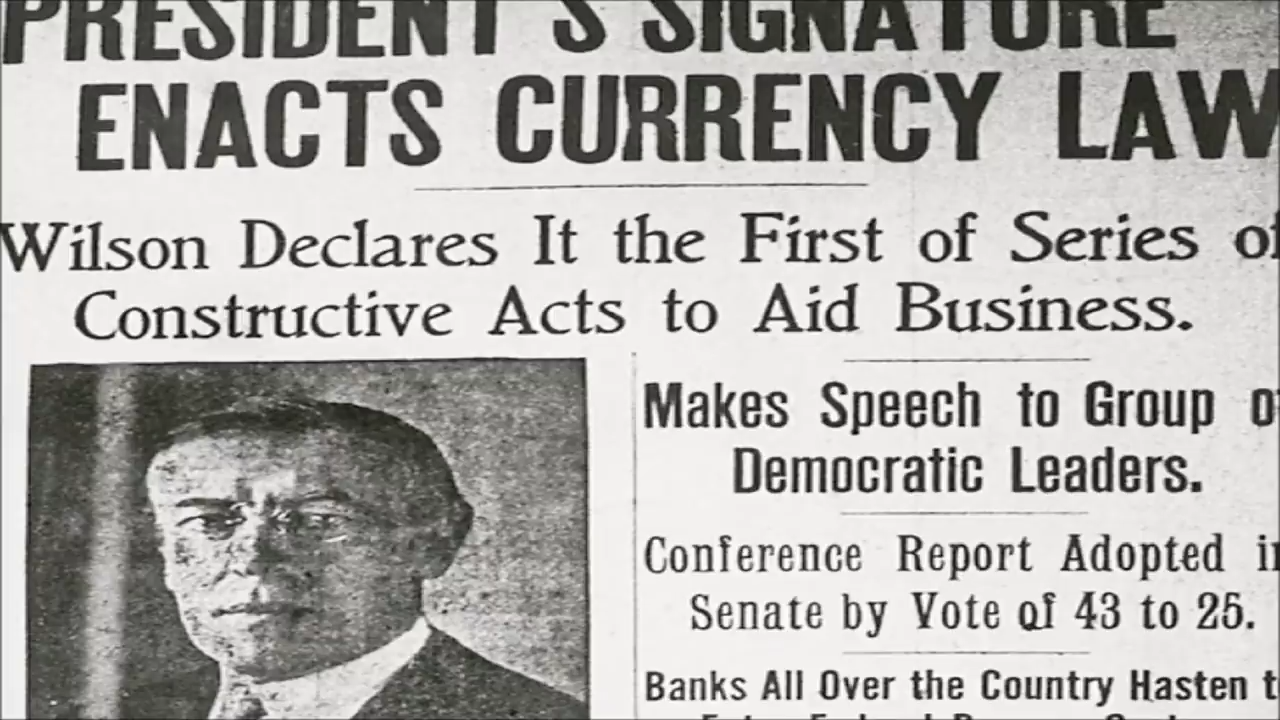 PRESIDENT'S SIGNATURE
ENACTS CURRENCY LAW
Wilson Declares It the First of Series of
Constructive Acts to Aid Business.
Makes Speech to Group of
Democratic Leaders.
Conference Report Adopted in
Senate by Vote of 43 to 25.
Banks All Over the Country Hasten t